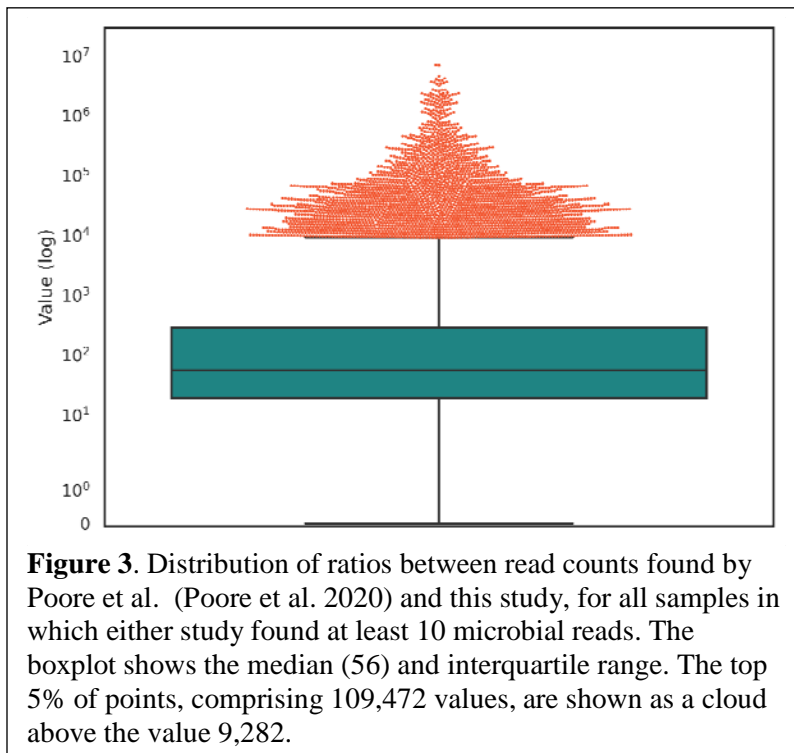 10⁷
10⁶
10⁵
10⁴
10³
10²
10¹
10⁰
0
Value (log)
Figure 3. Distribution of ratios between read counts found by
Poore et al. (Poore et al. 2020) and this study, for all samples in
which either study found at least 10 microbial reads. The
boxplot shows the median (56) and interquartile range. The top
5% of points, comprising 109,472 values, are shown as a cloud
above the value 9,282.